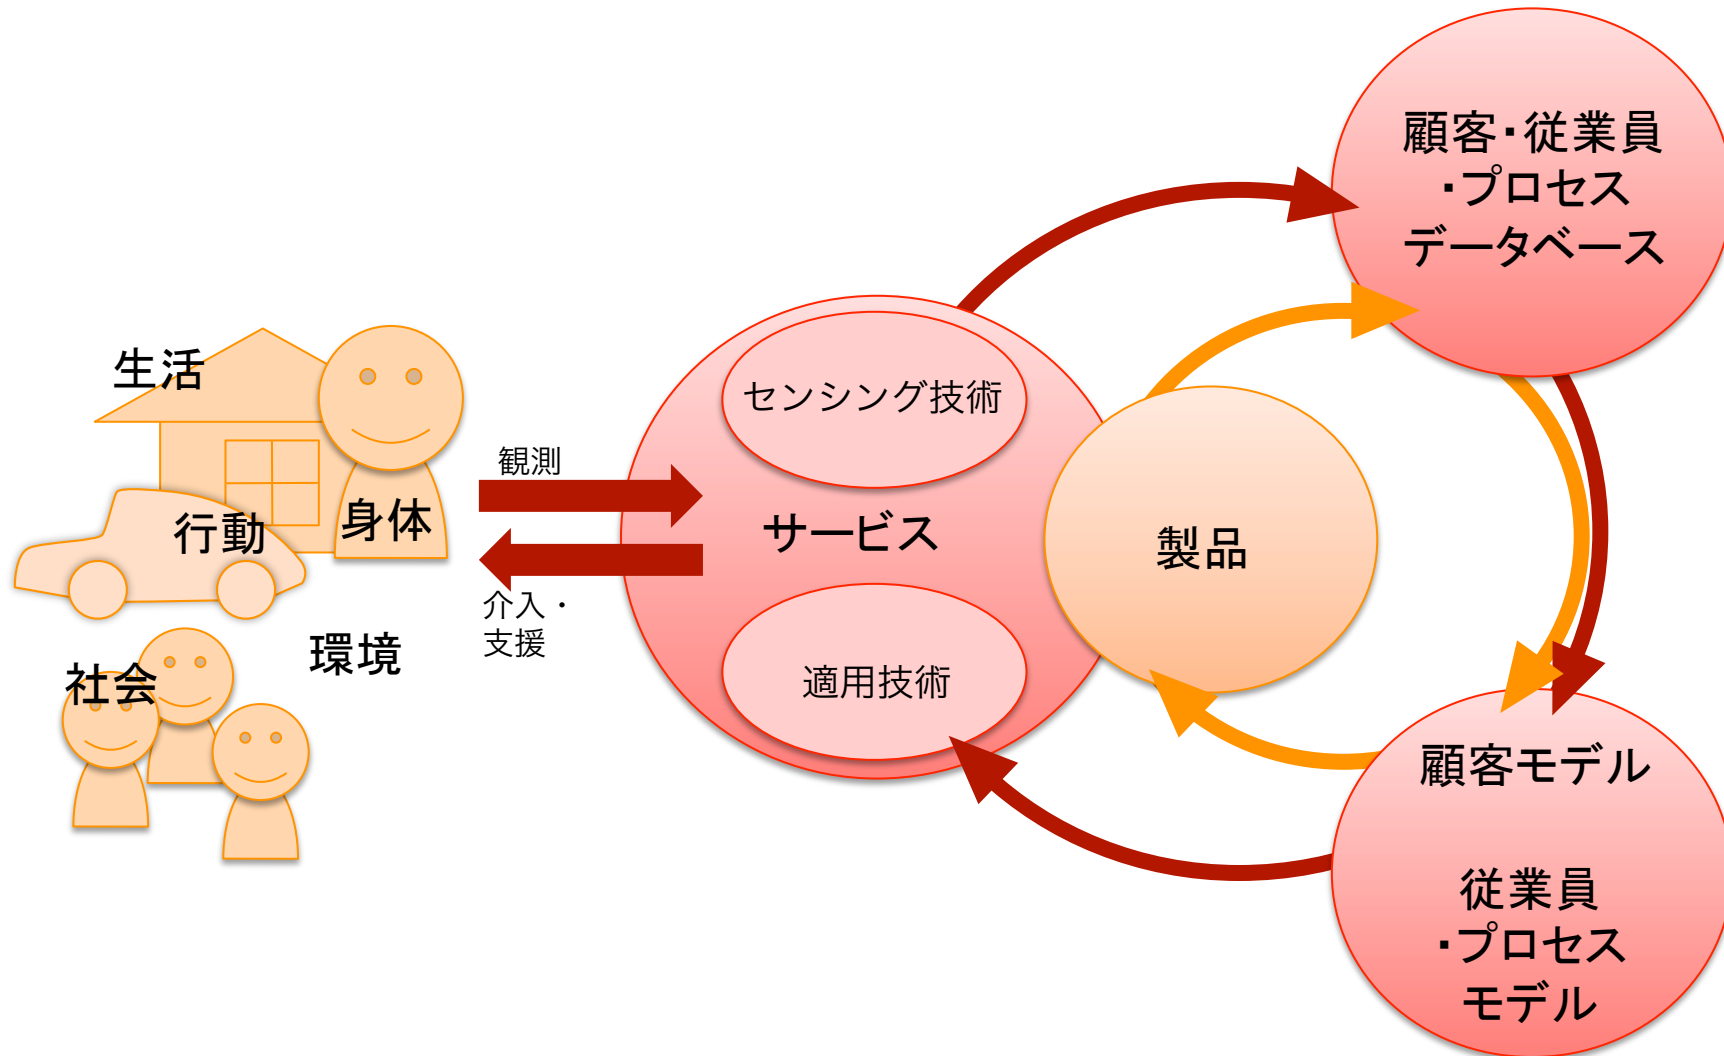 生活
行動
身体
環境
社会
観測
介入・
支援
センシング技術
サービス
適用技術
製品
顧客・従業員
・プロセス
データベース
顧客モデル
従業員
・プロセス
モデル